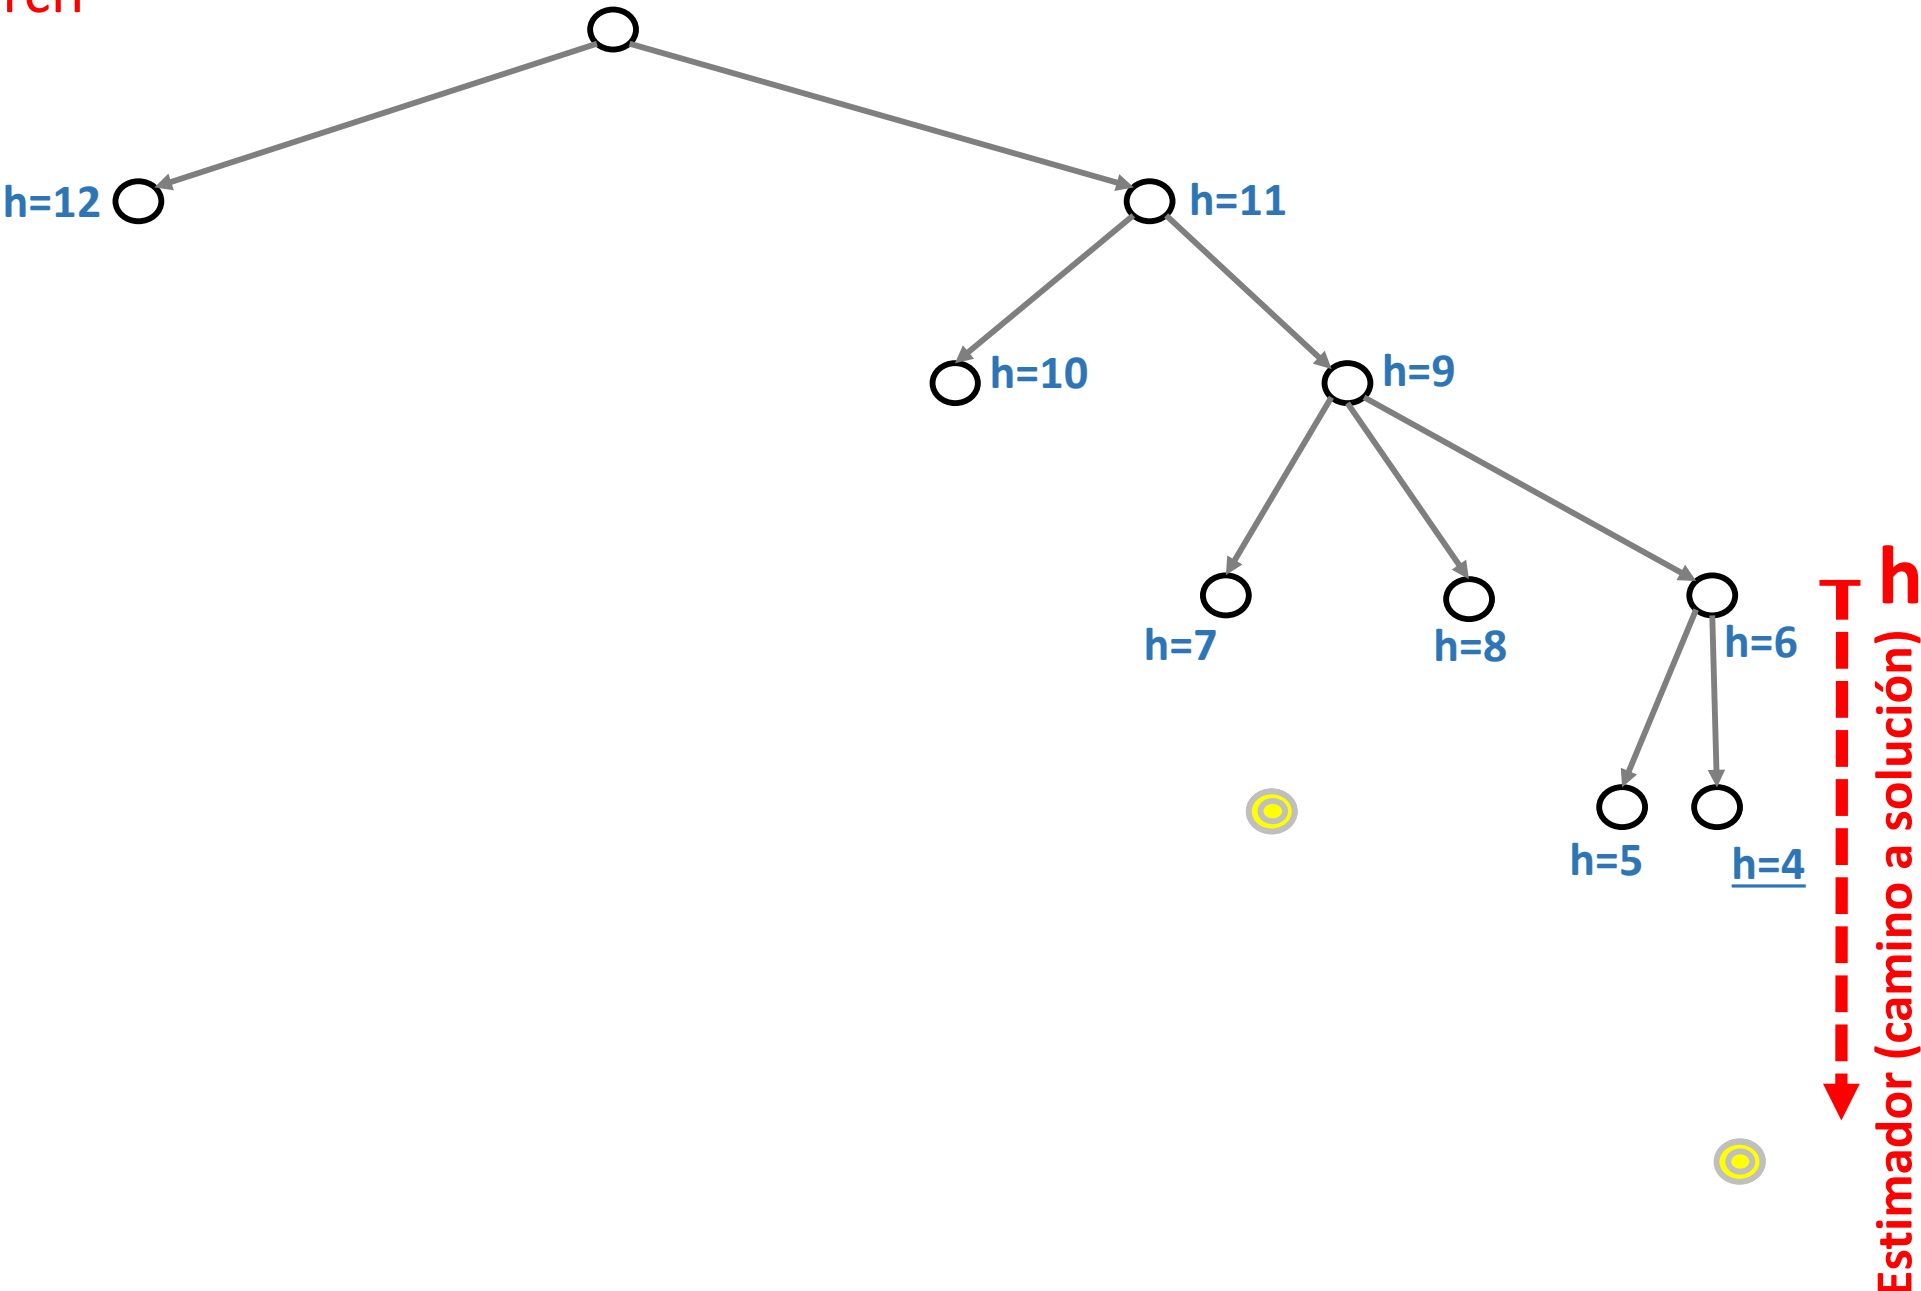 h=12
h=11
h=10
h=9
h=7
h=8
h=6
h
h=5
h=4
Estimador (camino a solución)